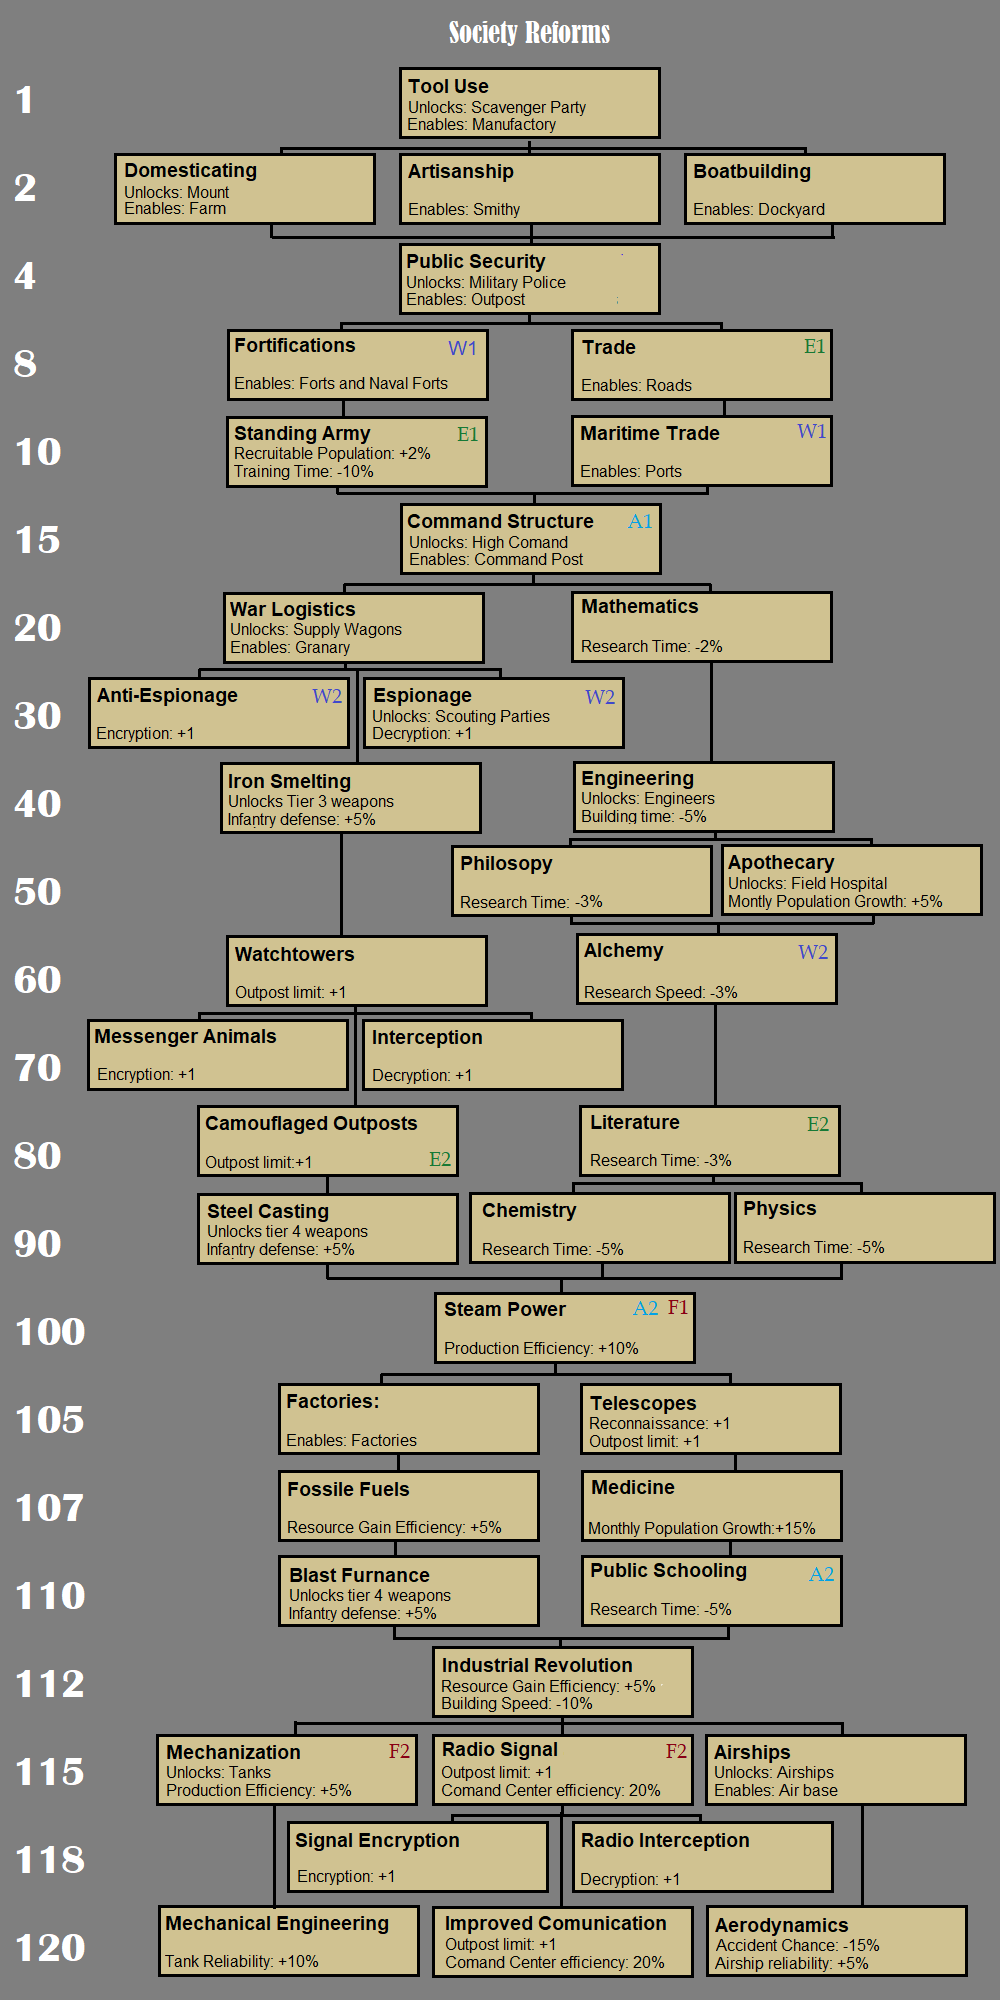 Society Reforms
1
Tool Use
Unlocks: Scavenger Party
Enables: Manufactory
2
Domesticating
Unlocks: Mount
Enables: Farm
Artisanship
Enables: Smithy
Boatbuilding
Enables: Dockyard
4
Public Security
Unlocks: Military Police
Enables: Outpost
8
Fortifications W1
Enables: Forts and Naval Forts
Trade E1
Enables: Roads
10
Standing Army E1
Recruitable Population: +2%
Training Time: -10%
Maritime Trade W1
Enables: Ports
15
Command Structure A1
Unlocks: High Comand
Enables: Command Post
20
War Logistics
Unlocks: Supply Wagons
Enables: Granary
Mathematics
Research Time: -2%
30
Anti-Espionage W2
Encryption: +1
Espionage W2
Unlocks: Scouting Parties
Decryption: +1
40
Iron Smelting
Unlocks Tier 3 weapons
Infantry defense: +5%
Engineering
Unlocks: Engineers
Building time: -5%
50
Philosopy
Research Time: -3%
Apothecary
Unlocks: Field Hospital
Montly Population Growth: +5%
60
Watchtowers
Outpost limit: +1
Alchemy W2
Research Speed: -3%
70
Messenger Animals
Encryption: +1
Interception
Decryption: +1
80
Camouflaged Outposts
Outpost limit:+1 E2
Literature E2
Research Time: -3%
90
Steel Casting
Unlocks tier 4 weapons
Infantry defense: +5%
Chemistry
Research Time: -5%
Physics
Research Time: -5%
100
Steam Power A2 F1
Production Efficiency: +10%
105
Factories:
Enables: Factories
Telescopes
Reconnaissance: +1
Outpost limit: +1
107
Fossile Fuels
Resource Gain Efficiency: +5%
Medicine
Monthly Population Growth:+15%
110
Blast Furnance
Unlocks tier 4 weapons
Infantry defense: +5%
Public Schooling A2
Research Time: -5%
112
Industrial Revolution
Resource Gain Efficiency: +5%
Building Speed: -10%
115
Mechanization F2
Unlocks: Tanks
Production Efficiency: +5%
Radio Signal F2
Outpost limit: +1
Comand Center efficiency: 20%
Airships
Unlocks: Airships
Enables: Air base
118
Signal Encryption
Encryption: +1
Radio Interception
Decryption: +1
120
Mechanical Engineering
Tank Reliability: +10%
Improved Comunication
Outpost limit: +1
Comand Center efficiency: 20%
Aerodynamics
Accident Chance: -15%
Airship reliability: +5%